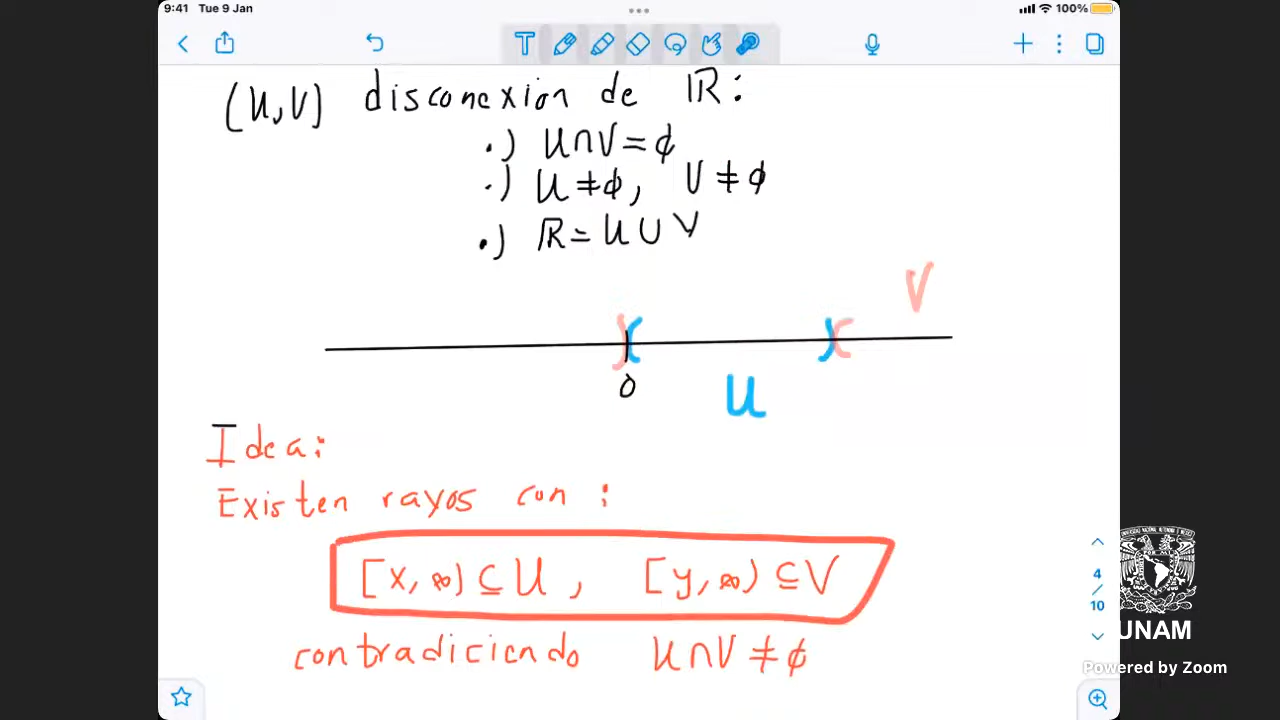 9:41 Tue 9 Jan
100%
T
(U,V) disconexión de ℝ:
•) U∩V=ϕ
•) U≠ϕ, V≠ϕ
•) ℝ=U∪V
V
0
U
Idea:
Existen rayos con:
[x,∞)⊆U, [y,∞)⊆V
contradiciendo U∩V≠ϕ
4
/
10
UNAM
Powered by Zoom